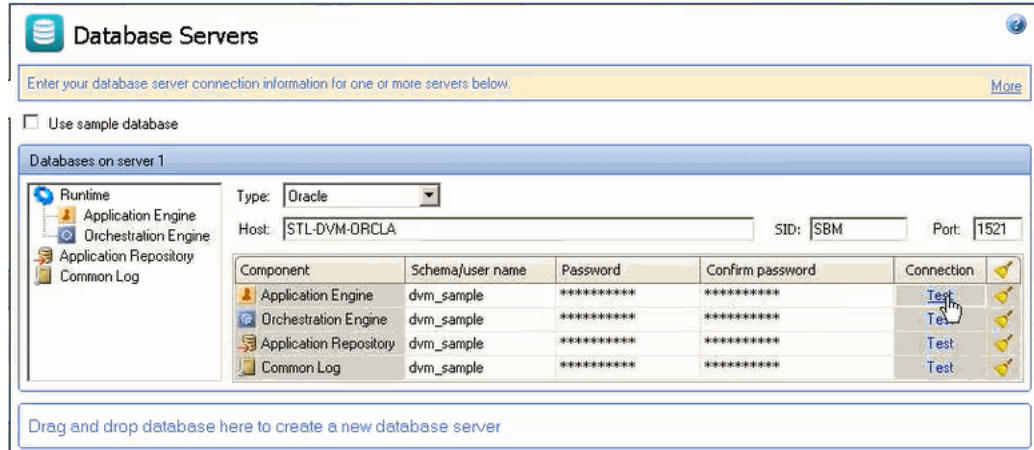 Database Servers
Enter your database server connection information for one or more servers below. More
Use sample database
Databases on server 1
Runtime
Application Engine
Orchestration Engine
Application Repository
Common Log
Type: Oracle
Host: STL-DVM-ORCLA SID: SBM Port: 1521
Component Schema/user name Password Confirm password Connection
Application Engine dvm_sample ********** ********** Test
Orchestration Engine dvm_sample ********** ********** Test
Application Repository dvm_sample ********** ********** Test
Common Log dvm_sample ********** ********** Test
Drag and drop database here to create a new database server